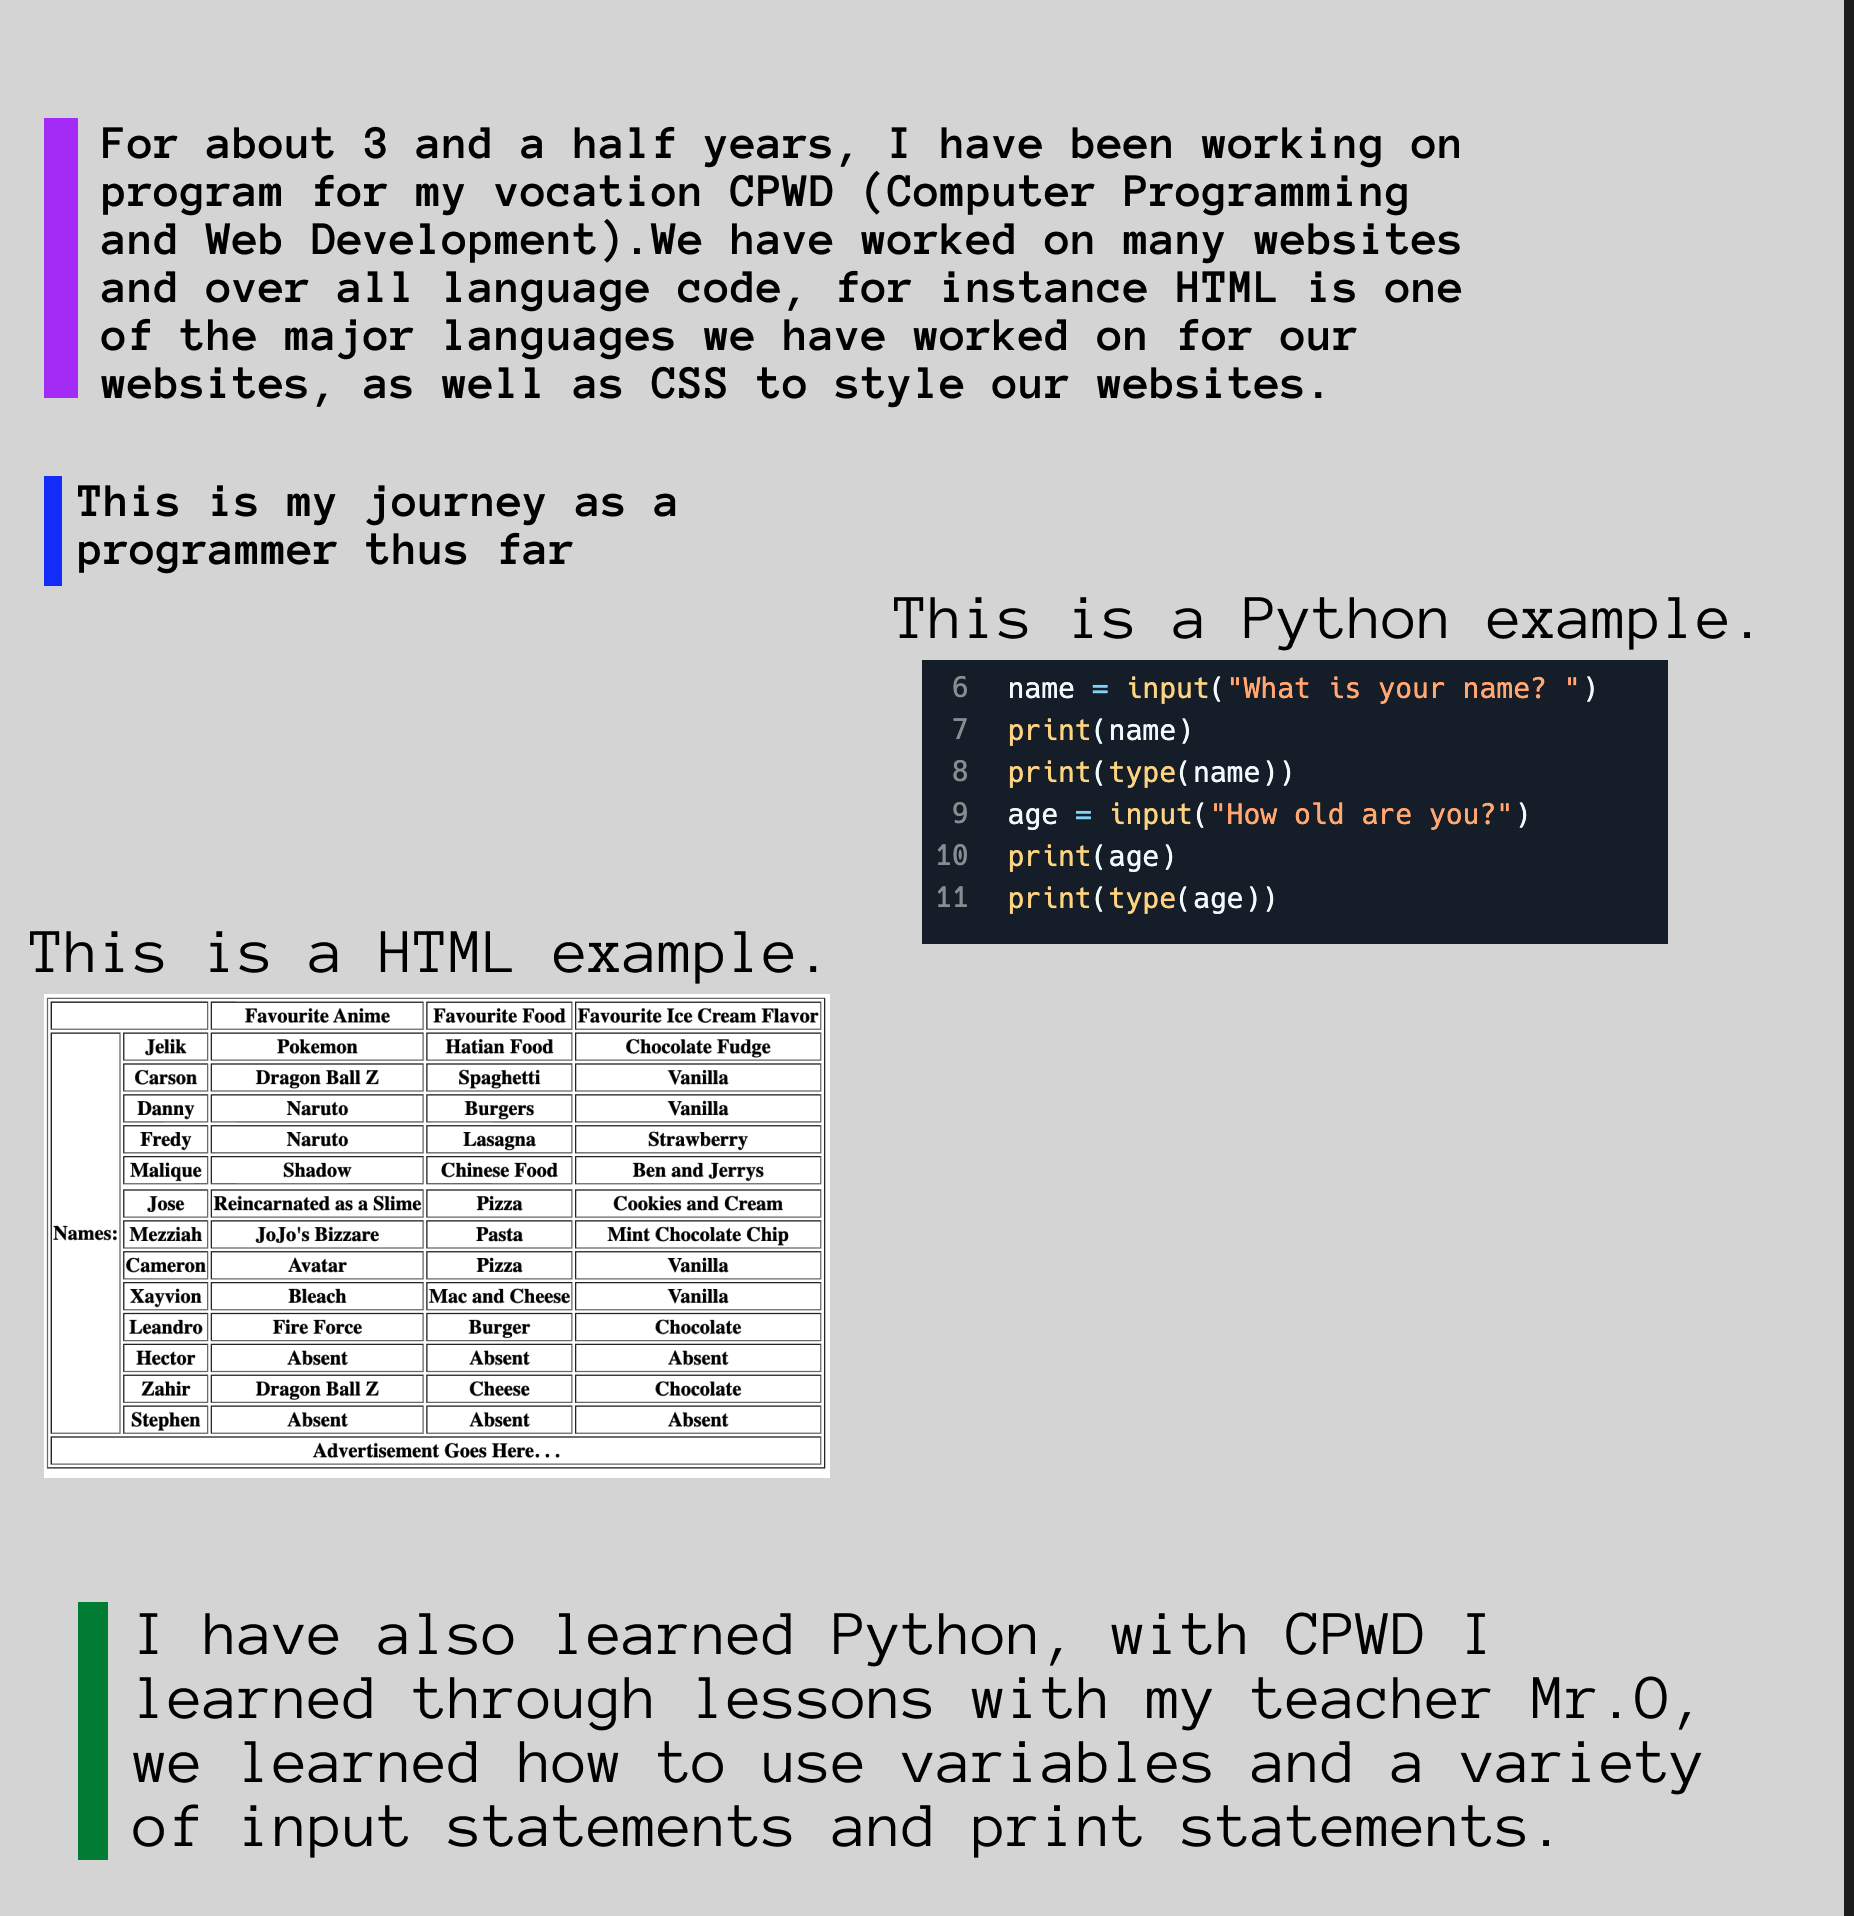 For about 3 and a half years, I have been working on
program for my vocation CPWD (Computer Programming
and Web Development).We have worked on many websites
and over all language code, for instance HTML is one
of the major languages we have worked on for our
websites, as well as CSS to style our websites.
This is my journey as a
programmer thus far
This is a Python example.
6 name = input("What is your name? ")
7 print(name)
8 print(type(name))
9 age = input("How old are you?")
10 print(age)
11 print(type(age))
This is a HTML example.
Favourite Anime Favourite Food Favourite Ice Cream Flavor
Jelik Pokemon Hatian Food Chocolate Fudge
Carson Dragon Ball Z Spaghetti Vanilla
Danny Naruto Burgers Vanilla
Fredy Naruto Lasagna Strawberry
Malique Shadow Chinese Food Ben and Jerrys
Jose Reincarnated as a Slime Pizza Cookies and Cream
Names: Mezziah JoJo's Bizzare Pasta Mint Chocolate Chip
Cameron Avatar Pizza Vanilla
Xayvion Bleach Mac and Cheese Vanilla
Leandro Fire Force Burger Chocolate
Hector Absent Absent Absent
Zahir Dragon Ball Z Cheese Chocolate
Stephen Absent Absent Absent
Advertisement Goes Here. . .
I have also learned Python, with CPWD I
learned through lessons with my teacher Mr.O,
we learned how to use variables and a variety
of input statements and print statements.